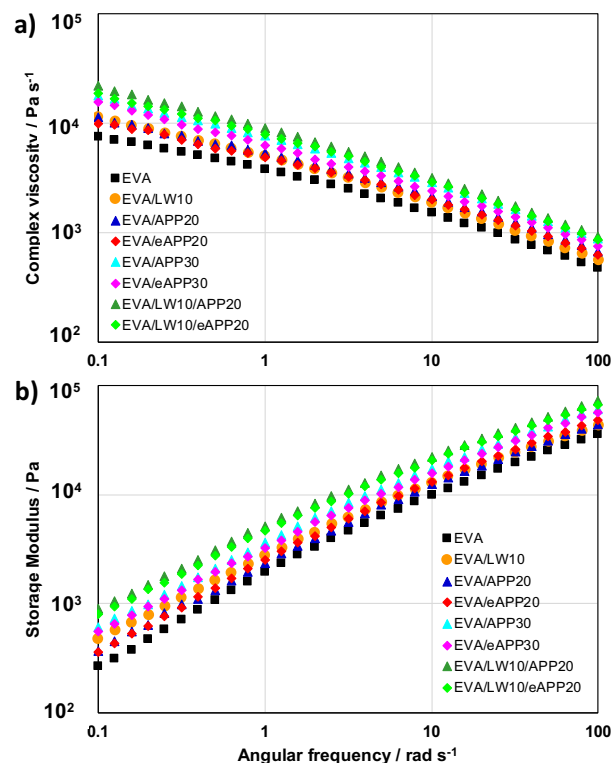 a)
10⁵
10⁴
10³
10²
Complex viscositv / Pa s⁻¹
EVA
EVA/LW10
EVA/APP20
EVA/eAPP20
EVA/APP30
EVA/eAPP30
EVA/LW10/APP20
EVA/LW10/eAPP20
0.1 1 10 100
b)
10⁵
10⁴
10³
10²
Storage Modulus / Pa
EVA
EVA/LW10
EVA/APP20
EVA/eAPP20
EVA/APP30
EVA/eAPP30
EVA/LW10/APP20
EVA/LW10/eAPP20
0.1 1 10 100
Angular frequency / rad s⁻¹